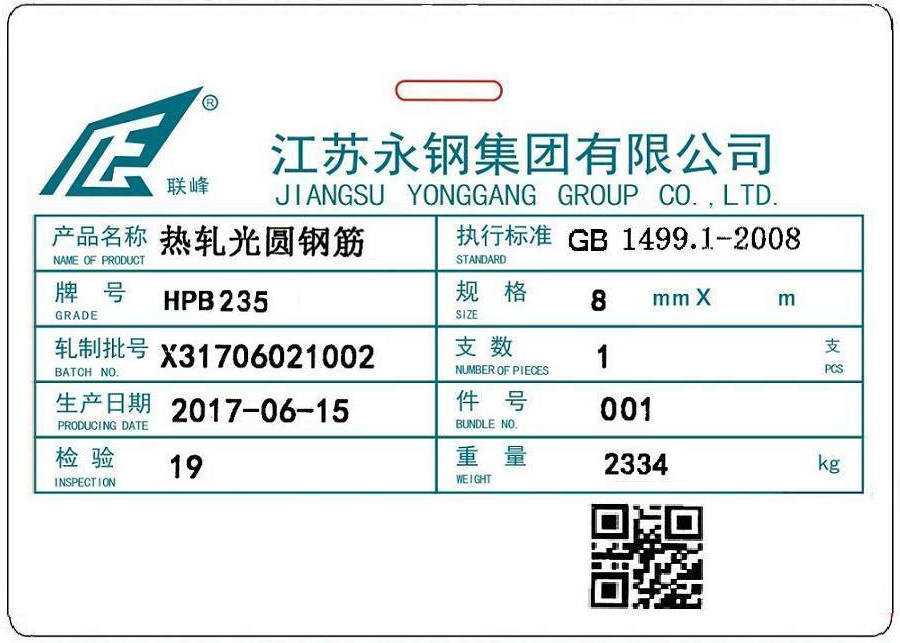 ®
联峰
江苏永钢集团有限公司
JIANGSU YONGGANG GROUP CO.,LTD.
产品名称 热轧光圆钢筋 执行标准 GB 1499.1-2008
NAME OF PRODUCT STANDARD
牌 号 HPB235 规 格 8 mm X m
GRADE SIZE
轧制批号 X31706021002 支 数 1 支
BATCH NO. NUMBER OF PIECES PCS
生产日期 2017-06-15 件 号 001
PRODUCING DATE BUNDLE NO.
检 验 19 重 量 2334 kg
INSPECTION WEIGHT